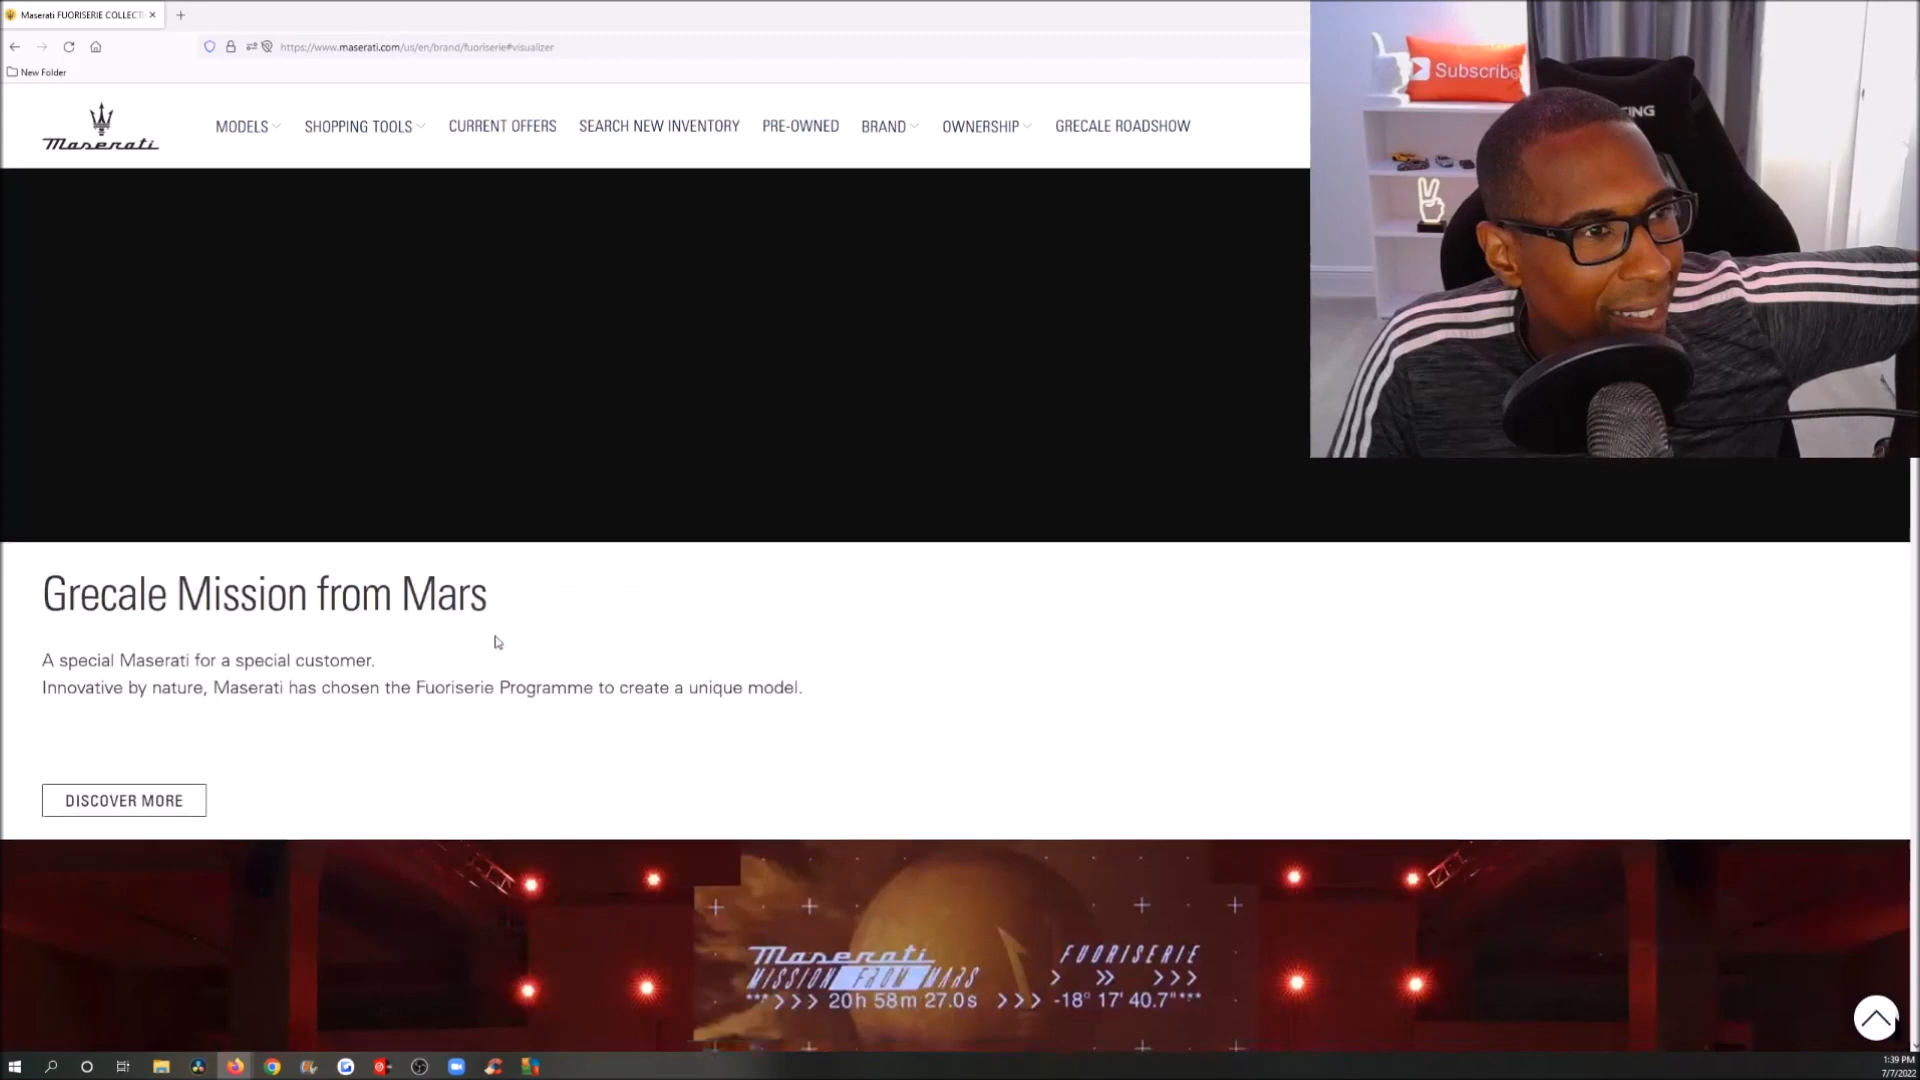 Maserati FUORISERIE COLLECTI
https://www.maserati.com/us/en/brand/fuoriserie#visualizer
New Folder
Maserati
MODELS
SHOPPING TOOLS
CURRENT OFFERS
SEARCH NEW INVENTORY
PRE-OWNED
BRAND
OWNERSHIP
GRECALE ROADSHOW
Subscribe
ING
Grecale Mission from Mars
A special Maserati for a special customer.
Innovative by nature, Maserati has chosen the Fuoriserie Programme to create a unique model.
DISCOVER MORE
Maserati
MISSION FROM MARS
FUORISERIE
> >> >>>
*** >>> 20h 58m 27.0s >>> -18° 17' 40.7"***
1:39 PM
7/7/2022